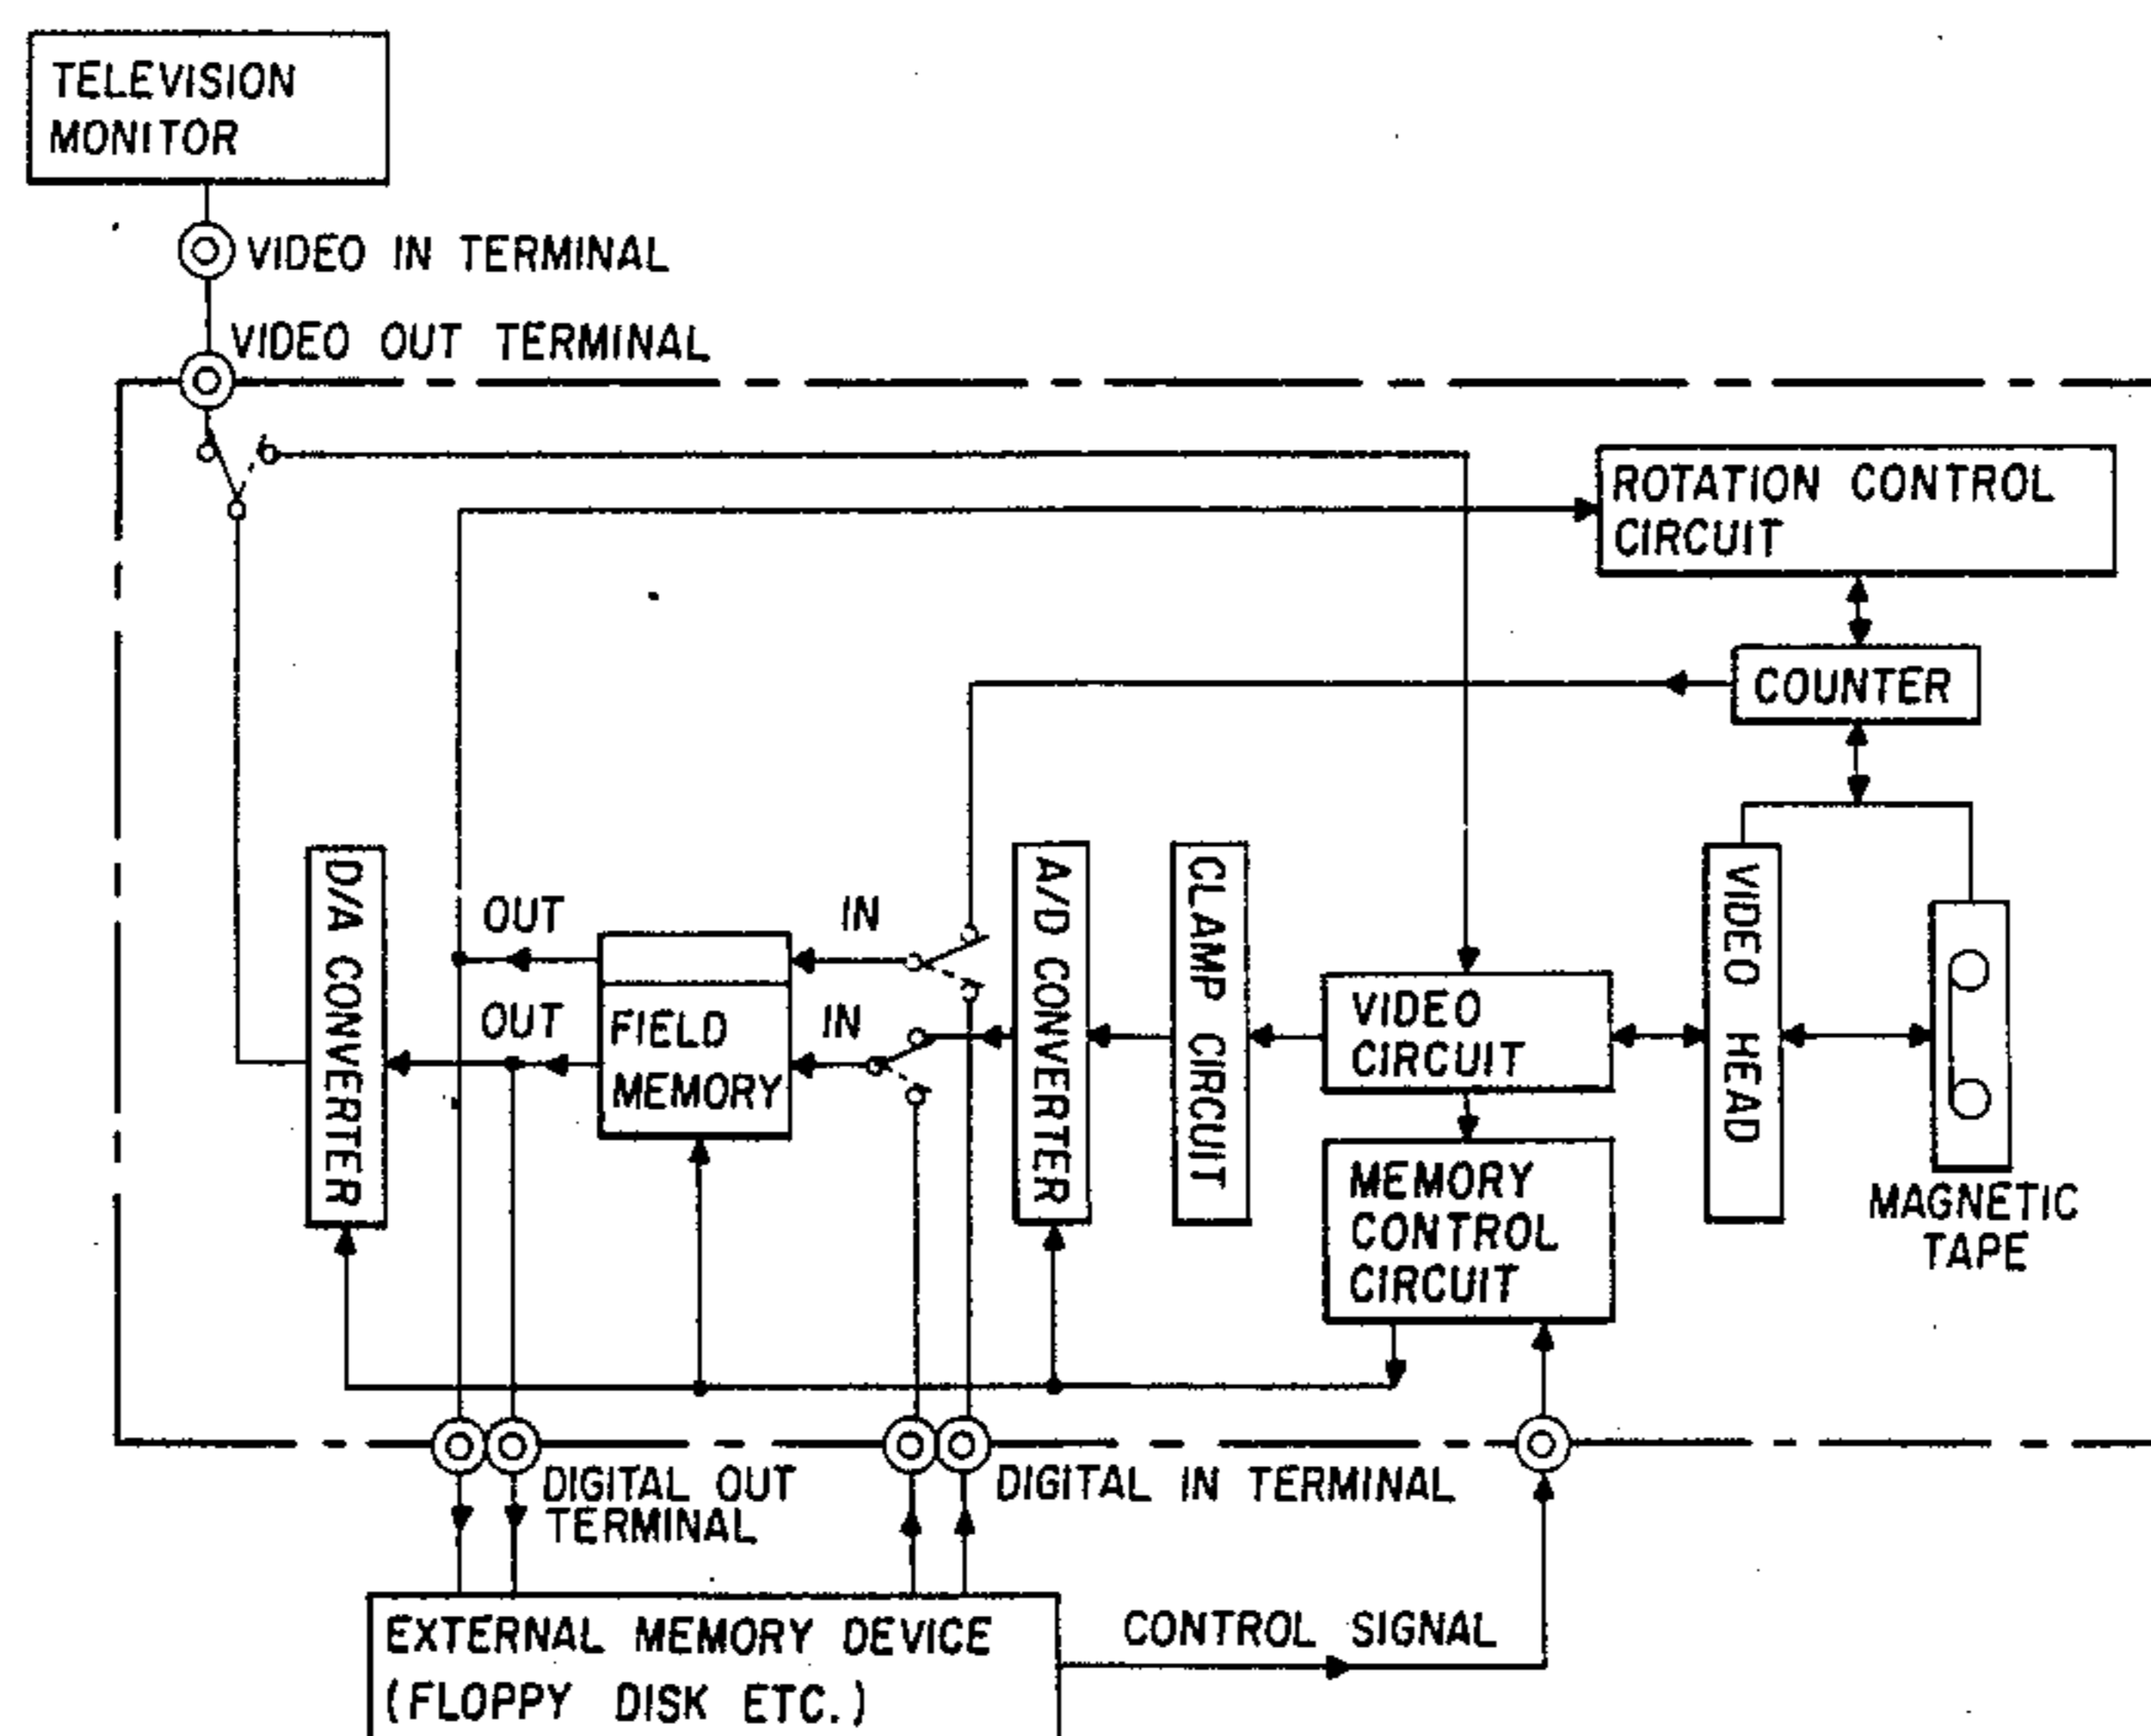 TELEVISION
MONITOR
VIDEO IN TERMINAL
VIDEO OUT TERMINAL
ROTATION CONTROL
CIRCUIT
COUNTER
D/A CONVERTER
OUT
IN
OUT
IN
FIELD
MEMORY
A/D CONVERTER
CLAMP CIRCUIT
VIDEO
CIRCUIT
VIDEO HEAD
MEMORY
CONTROL
CIRCUIT
MAGNETIC
TAPE
DIGITAL OUT
TERMINAL
DIGITAL IN TERMINAL
EXTERNAL MEMORY DEVICE
(FLOPPY DISK ETC.)
CONTROL SIGNAL